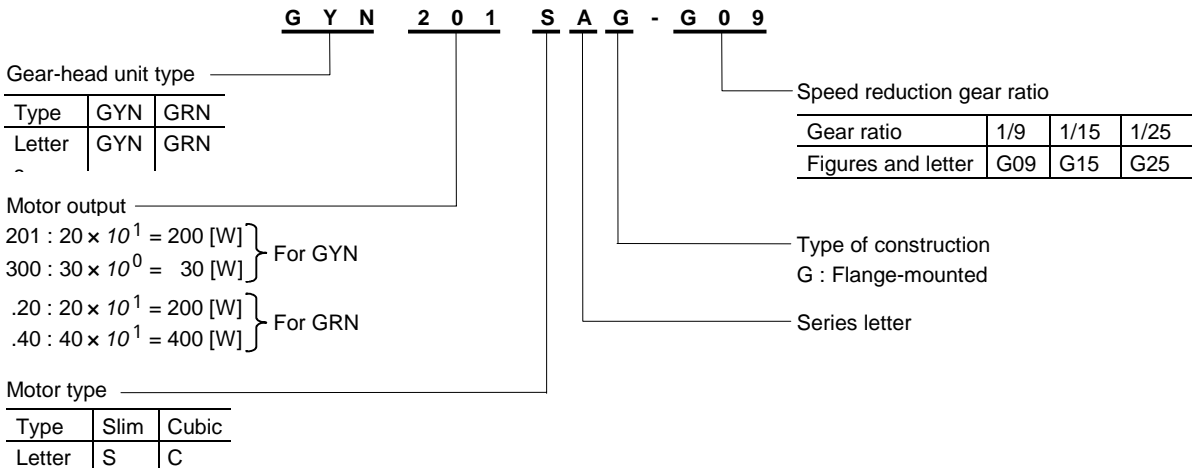 G Y N 2 0 1 S A G - G 0 9
Gear-head unit type
Type GYN GRN
Letter GYN GRN
Motor output
201 : 20 × 10^1 = 200 [W]
300 : 30 × 10^0 = 30 [W]
For GYN
.20 : 20 × 10^1 = 200 [W]
.40 : 40 × 10^1 = 400 [W]
For GRN
Motor type
Type Slim Cubic
Letter S C
Speed reduction gear ratio
Gear ratio 1/9 1/15 1/25
Figures and letter G09 G15 G25
Type of construction
G : Flange-mounted
Series letter